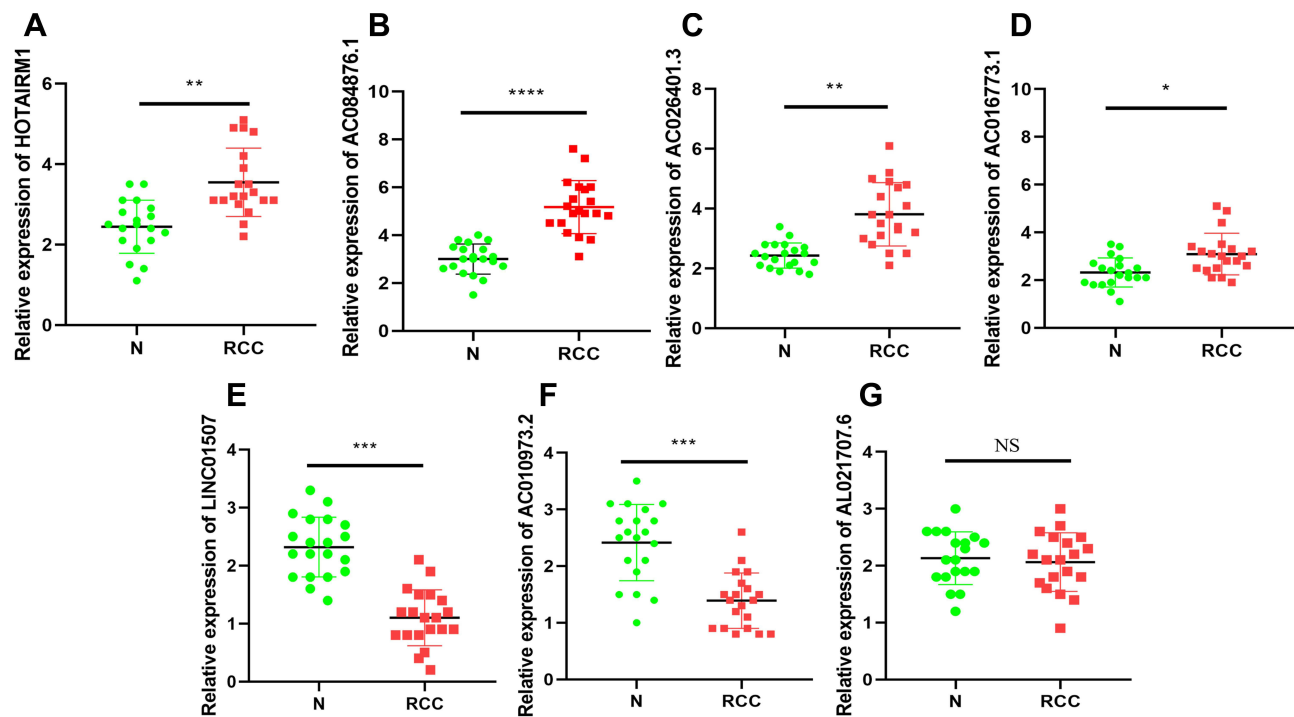 A
Relative expression of HOTAIRM1
**
6
4
2
0
N
RCC
B
Relative expression of AC084876.1
****
10
8
6
4
2
0
N
RCC
C
Relative expression of AC026401.3
**
8
6
4
2
0
N
RCC
D
Relative expression of AC016773.1
*
10
8
6
4
2
0
N
RCC
E
Relative expression of LINC01507
***
4
3
2
1
0
N
RCC
F
Relative expression of AC010973.2
***
4
3
2
1
0
N
RCC
G
Relative expression of AL021707.6
NS
4
3
2
1
0
N
RCC